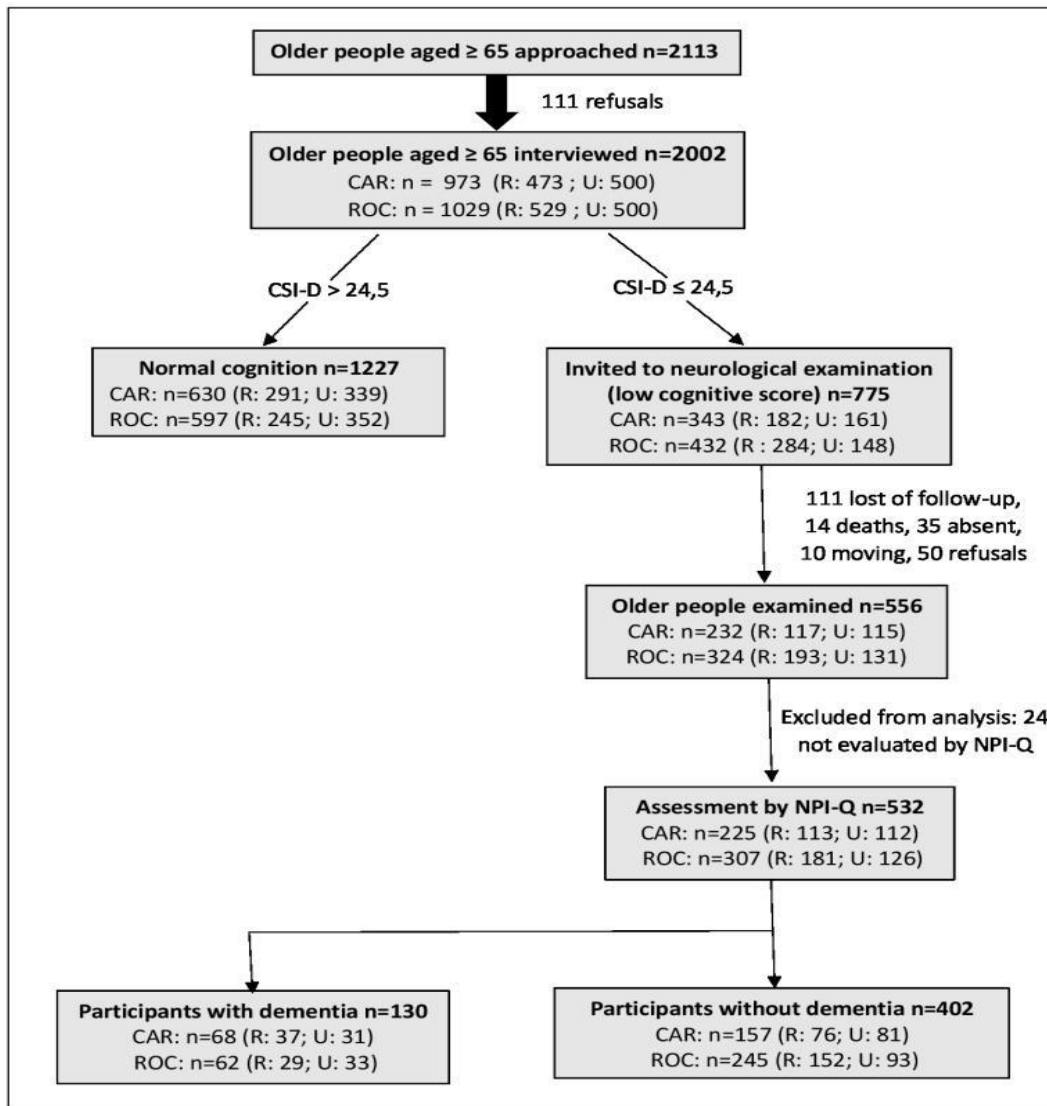 Older people aged ≥ 65 approached n=2113
111 refusals
Older people aged ≥ 65 interviewed n=2002
CAR: n = 973 (R: 473 ; U: 500)
ROC: n = 1029 (R: 529 ; U: 500)
CSI-D > 24,5
CSI-D ≤ 24,5
Normal cognition n=1227
CAR: n=630 (R: 291; U: 339)
ROC: n=597 (R: 245; U: 352)
Invited to neurological examination
(low cognitive score) n=775
CAR: n=343 (R: 182; U: 161)
ROC: n=432 (R : 284; U: 148)
111 lost of follow-up,
14 deaths, 35 absent,
10 moving, 50 refusals
Older people examined n=556
CAR: n=232 (R: 117; U: 115)
ROC: n=324 (R: 193; U: 131)
Excluded from analysis: 24
not evaluated by NPI-Q
Assessment by NPI-Q n=532
CAR: n=225 (R: 113; U: 112)
ROC: n=307 (R: 181; U: 126)
Participants with dementia n=130
CAR: n=68 (R: 37; U: 31)
ROC: n=62 (R: 29; U: 33)
Participants without dementia n=402
CAR: n=157 (R: 76; U: 81)
ROC: n=245 (R: 152; U: 93)